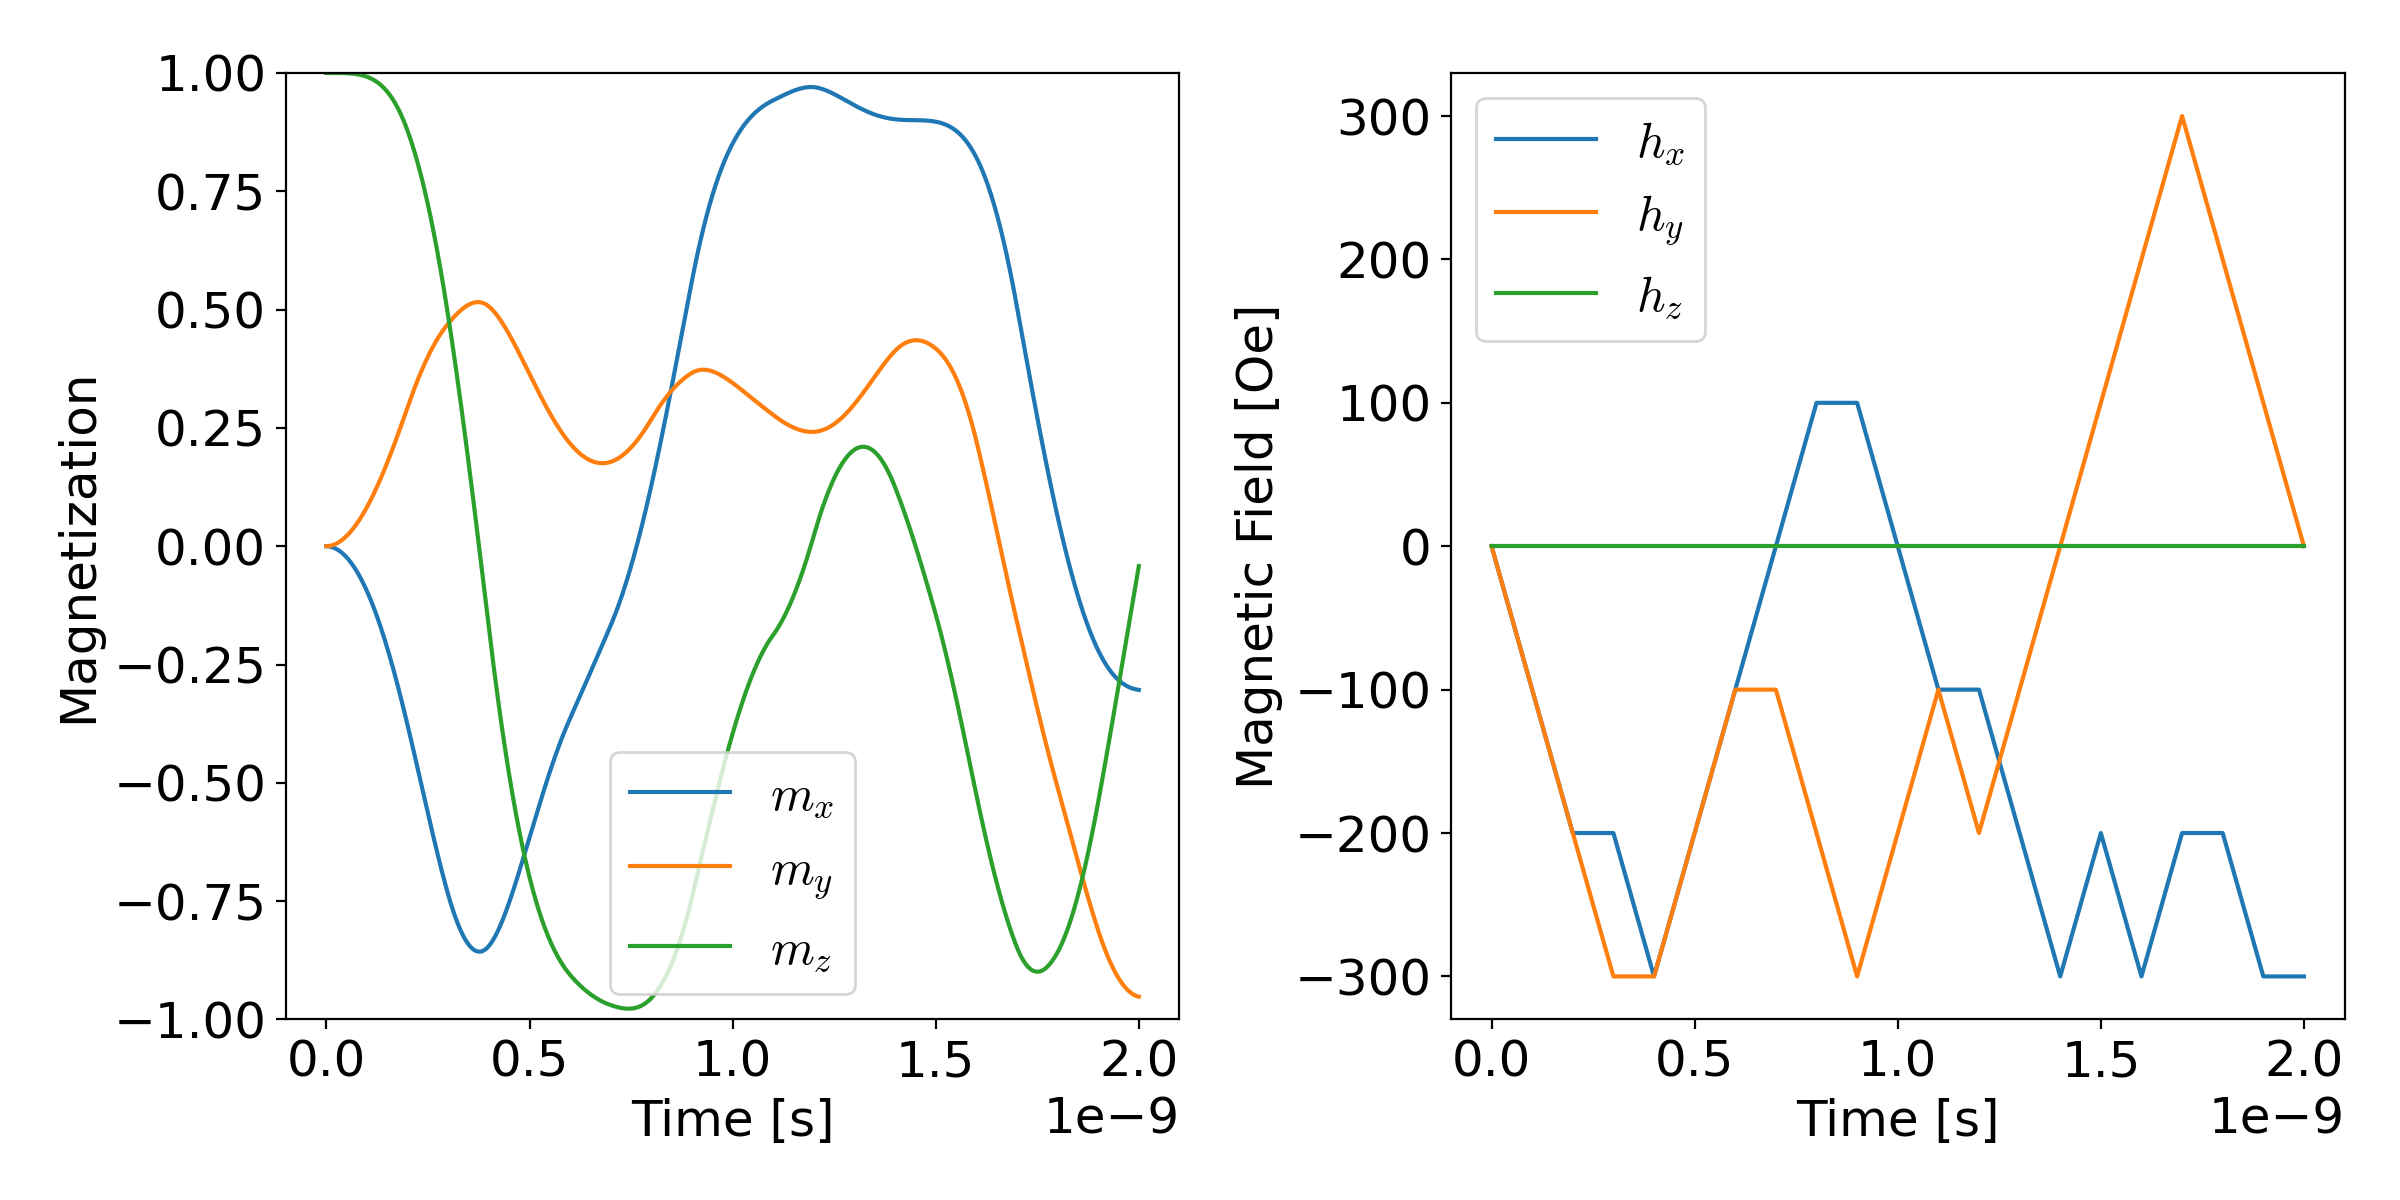 Magnetization
1.00
0.75
0.50
0.25
0.00
−0.25
−0.50
−0.75
−1.00
0.0 0.5 1.0 1.5 2.0
Time [s]
1e−9
m_x
m_y
m_z
Magnetic Field [Oe]
300
200
100
0
−100
−200
−300
0.0 0.5 1.0 1.5 2.0
Time [s]
1e−9
h_x
h_y
h_z